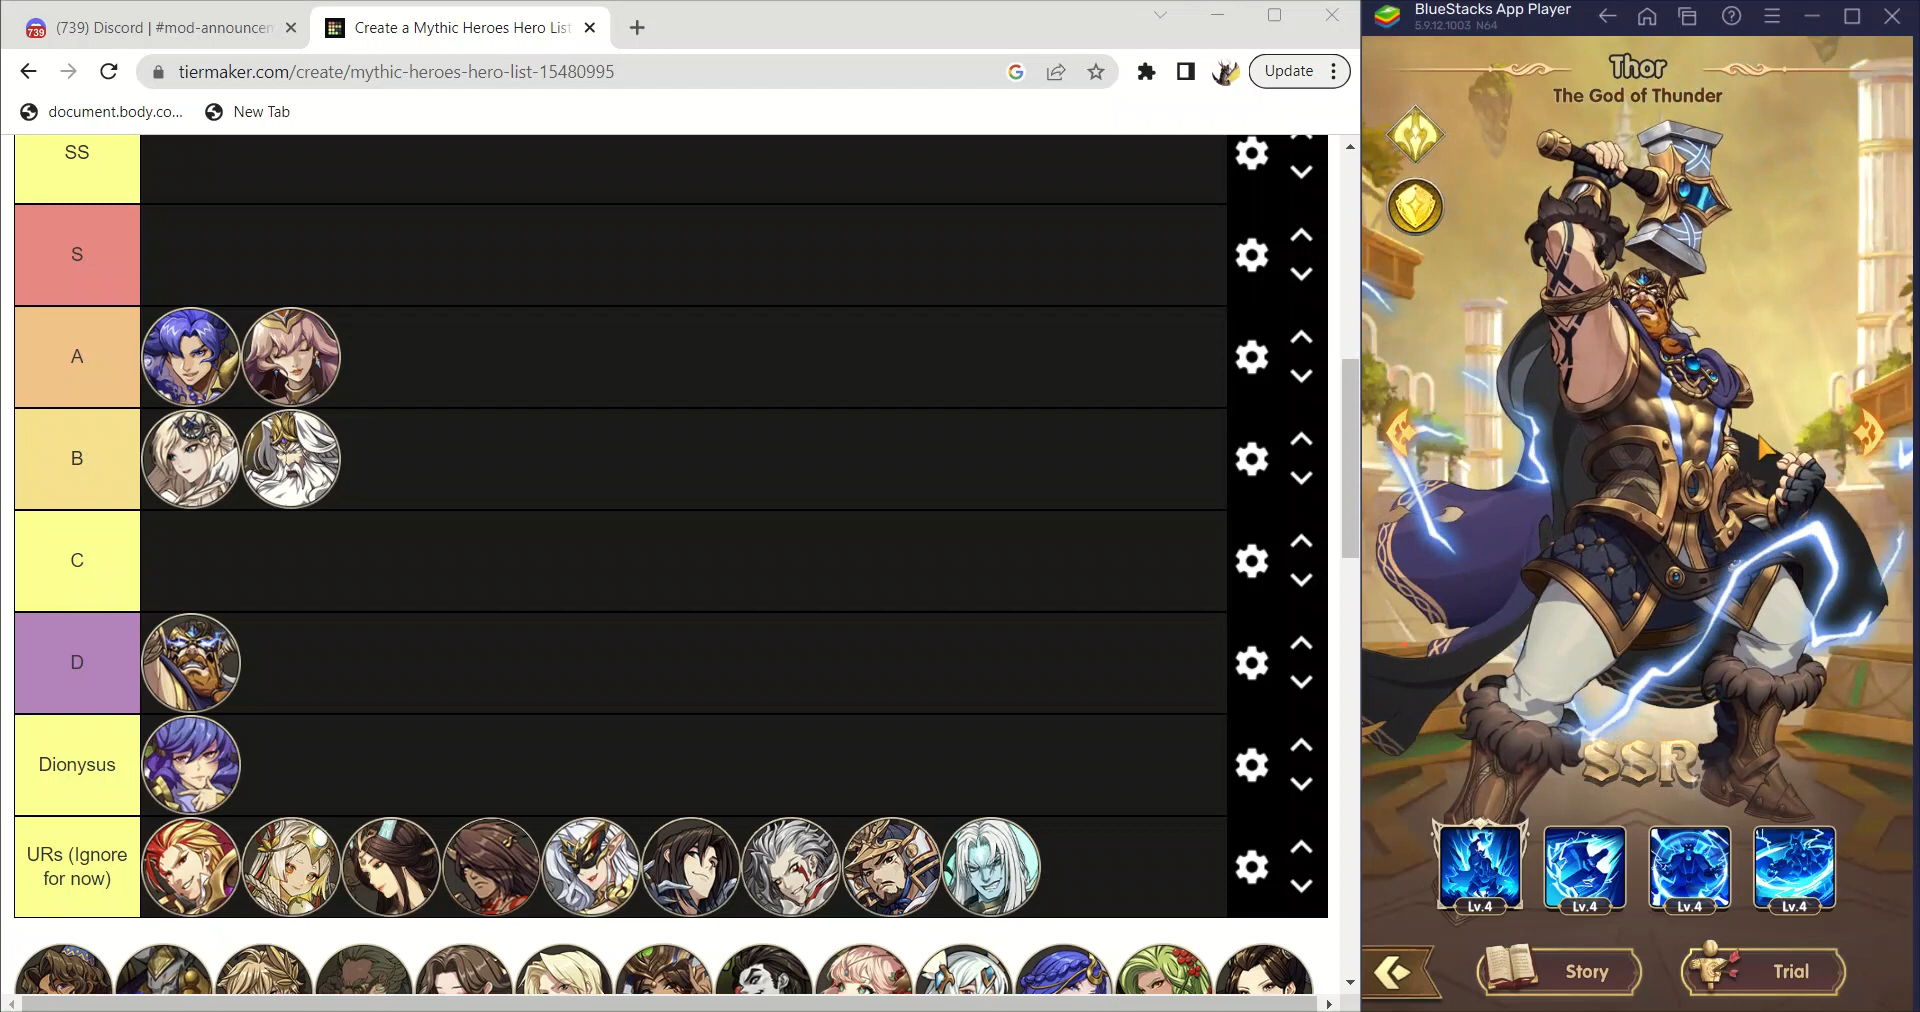 (739) Discord | #mod-announcem
Create a Mythic Heroes Hero List
tiermaker.com/create/mythic-heroes-hero-list-15480995
Update
document.body.co...
New Tab
SS
S
A
B
C
D
Dionysus
URs (Ignore
for now)
BlueStacks App Player
5.9.12.1003 N64
Thor
The God of Thunder
SSR
Lv.4
Lv.4
Lv.4
Lv.4
Story
Trial
739